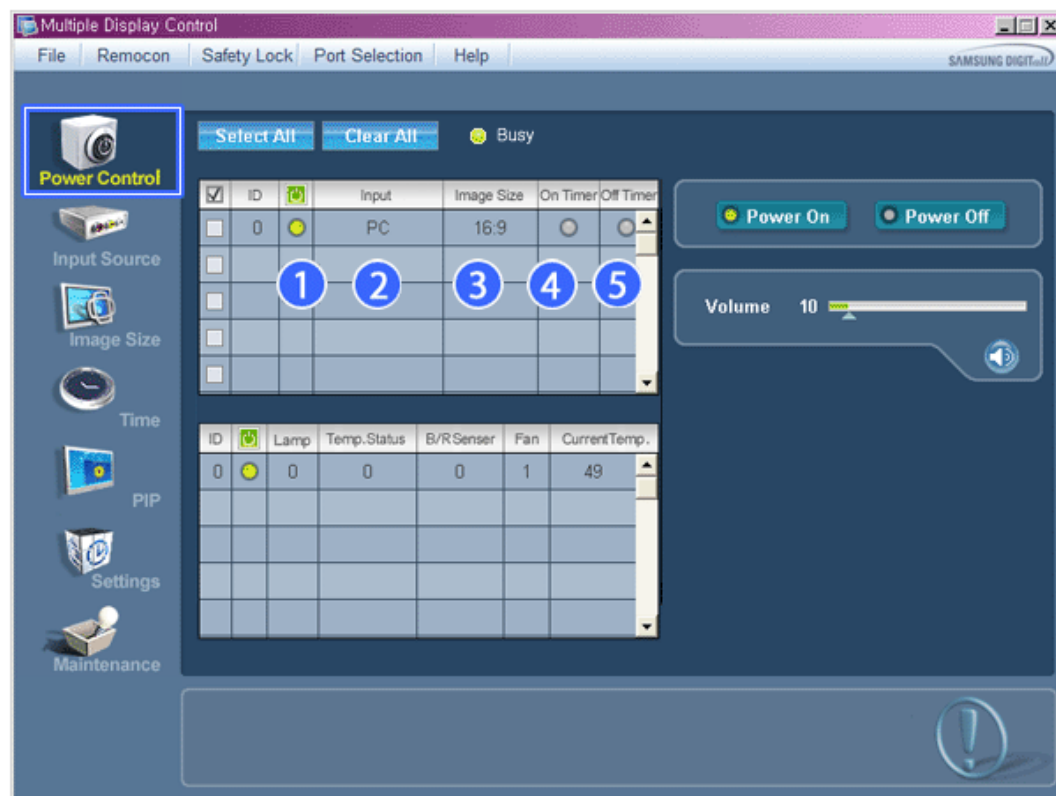 Multiple Display Control
File Remocon Safety Lock Port Selection Help
SAMSUNG DIGITall
Select All Clear All Busy
Power Control
Input Source
Image Size
Time
PIP
Settings
Maintenance
ID Input Image Size On Timer Off Timer
0 PC 16:9
1 2 3 4 5
ID Lamp Temp.Status B/RSenser Fan CurrentTemp.
0 0 0 0 1 49
Power On Power Off
Volume 10